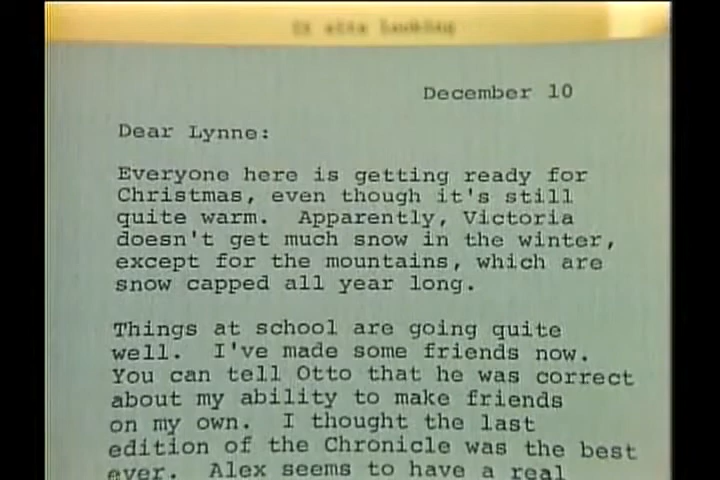 December 10
Dear Lynne:
Everyone here is getting ready for
Christmas, even though it's still
quite warm.  Apparently, Victoria
doesn't get much snow in the winter,
except for the mountains, which are
snow capped all year long.
Things at school are going quite
well.  I've made some friends now.
You can tell Otto that he was correct
about my ability to make friends
on my own.  I thought the last
edition of the Chronicle was the best
ever.  Alex seems to have a real